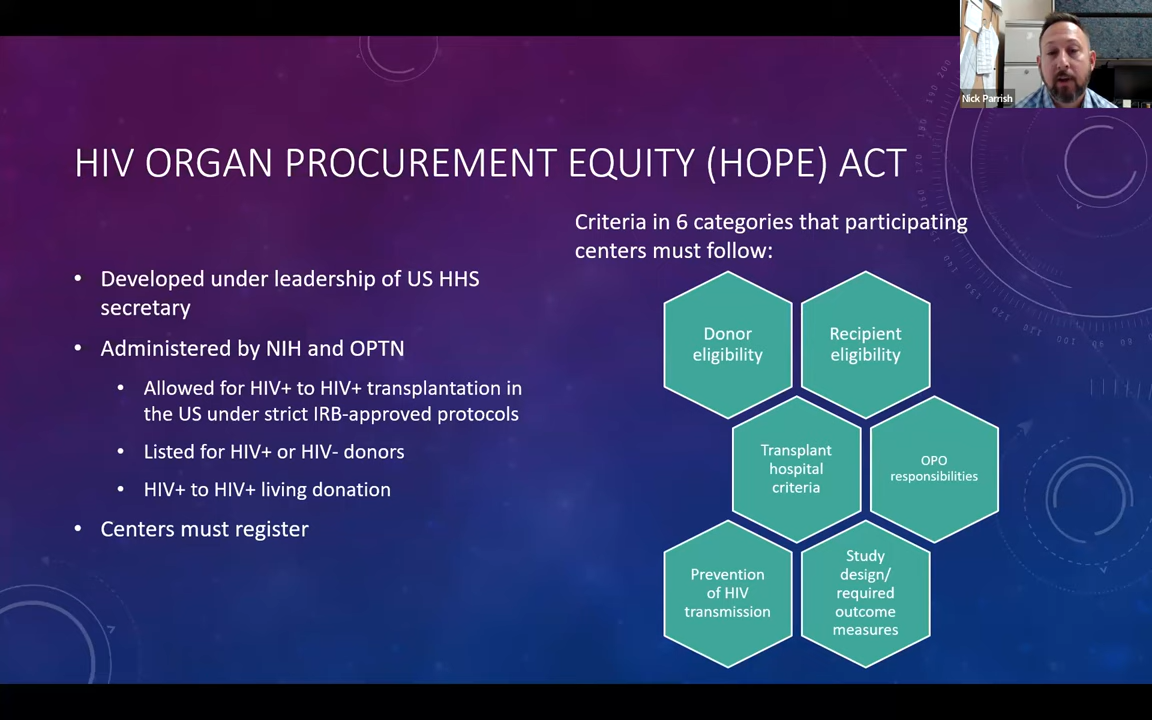 Nick Parrish
HIV ORGAN PROCUREMENT EQUITY (HOPE) ACT
• Developed under leadership of US HHS
secretary
• Administered by NIH and OPTN
• Allowed for HIV+ to HIV+ transplantation in
the US under strict IRB-approved protocols
• Listed for HIV+ or HIV- donors
• HIV+ to HIV+ living donation
• Centers must register
Criteria in 6 categories that participating
centers must follow:
Donor
eligibility
Recipient
eligibility
Transplant
hospital
criteria
OPO
responsibilities
Prevention
of HIV
transmission
Study
design/
required
outcome
measures